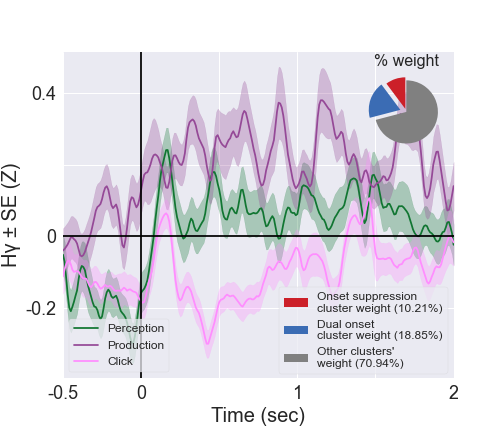 % weight
0.4
0
-0.2
Hγ ± SE (Z)
Perception
Production
Click
Onset suppression
cluster weight (10.21%)
Dual onset
cluster weight (18.85%)
Other clusters'
weight (70.94%)
-0.5
0
1
2
Time (sec)